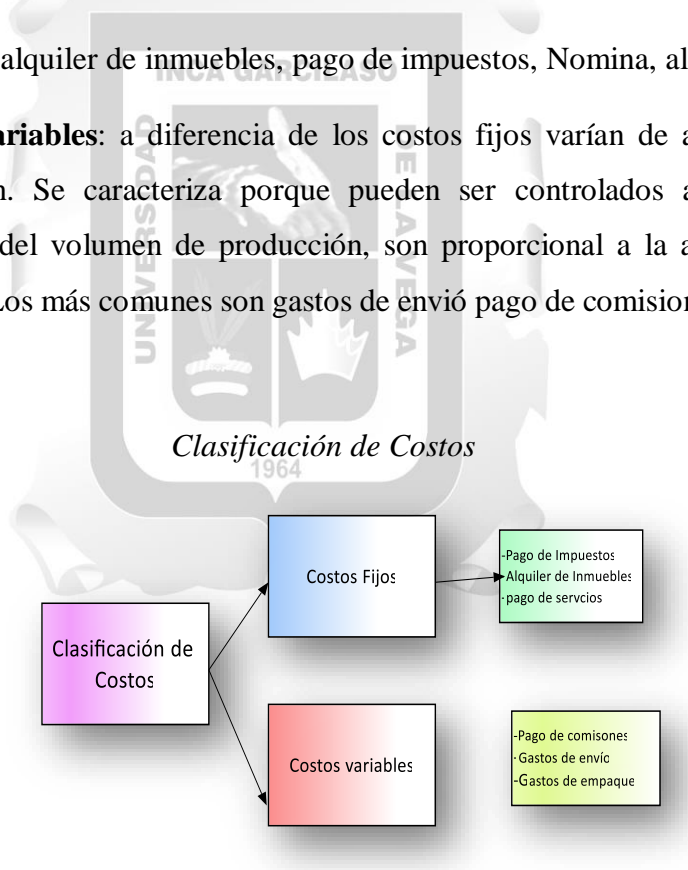 alquiler de inmuebles, pago de impuestos, Nomina, al
INCA GARCILASO
ariables: a diferencia de los costos fijos varían de a
n. Se caracteriza porque pueden ser controlados a
del volumen de producción, son proporcional a la a
Los más comunes son gastos de envió pago de comision
UNIVERSIDAD
DE LA VEGA
Clasificación de Costos
1964
Clasificación de
Costos
Costos Fijos
-Pago de Impuestos
Alquiler de Inmuebles
-pago de servcios
Costos variables
-Pago de comisones
-Gastos de envío
-Gastos de empaque